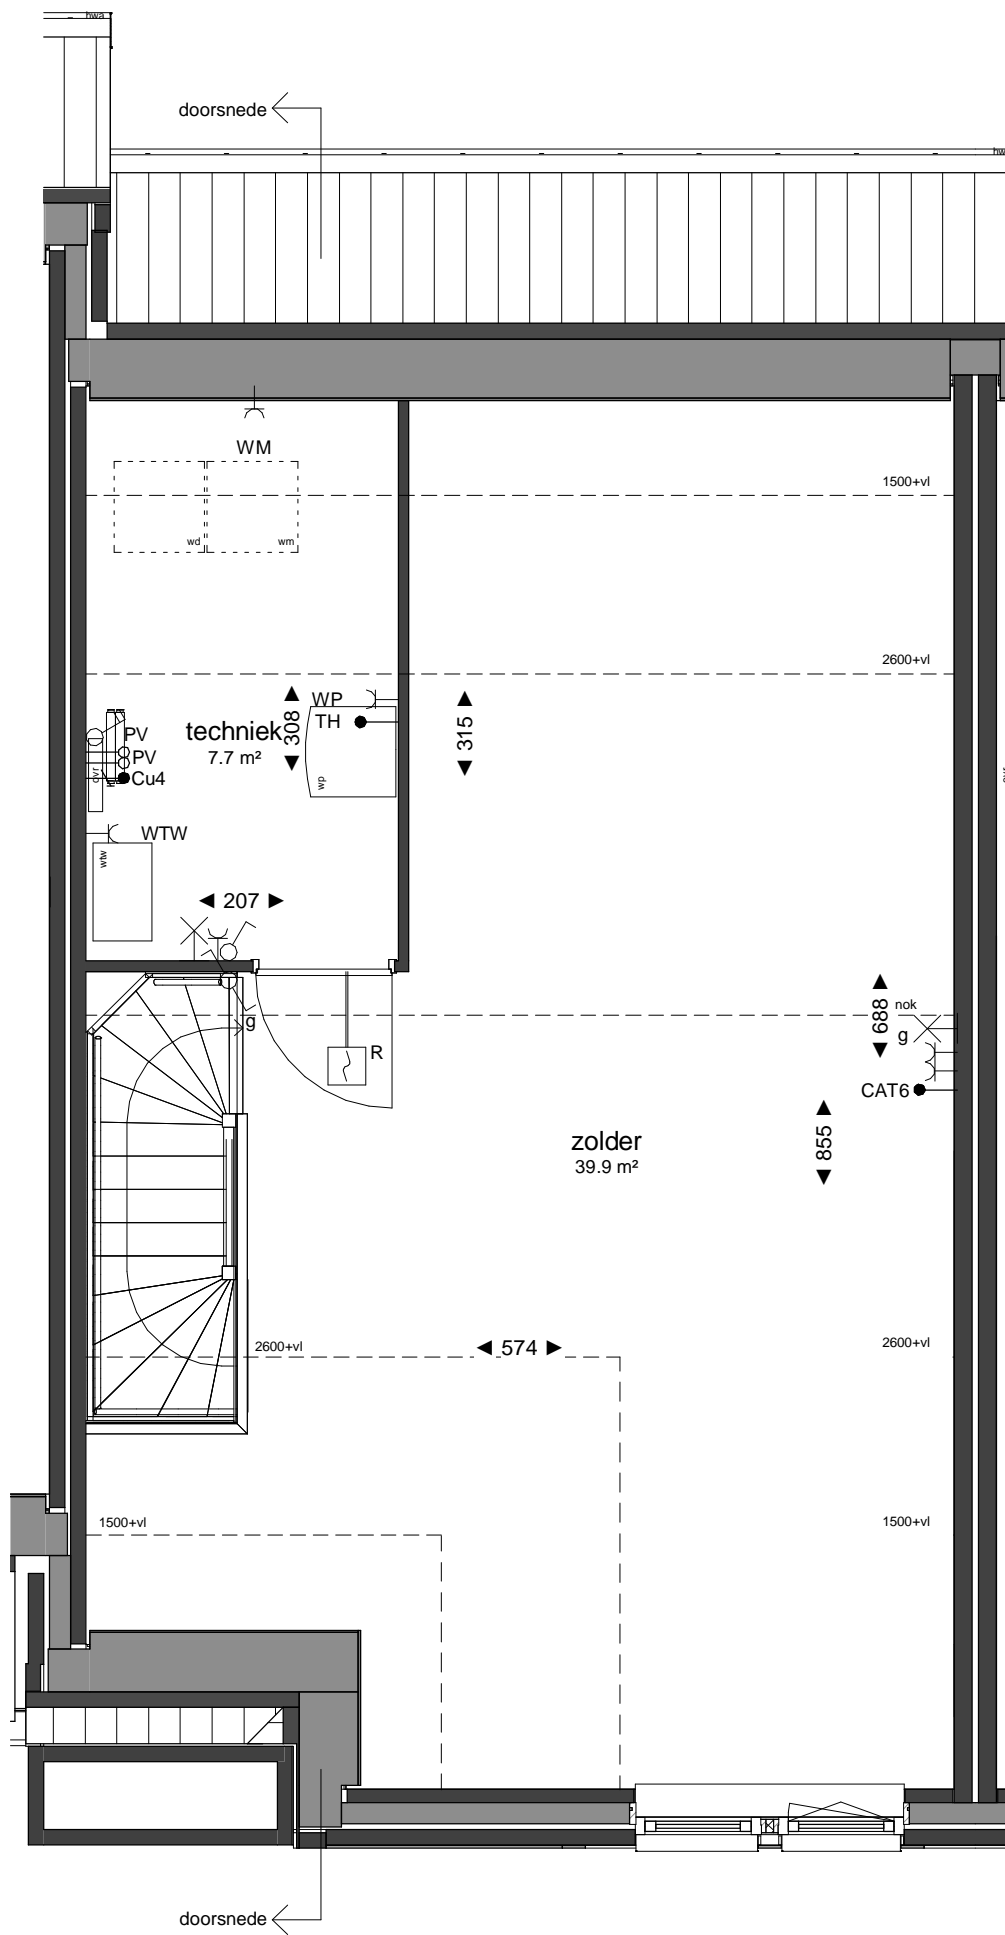 hwa
doorsnede
hwa
WM
1500+vl
wd
wm
2600+vl
WP
TH
308
315
techniek
7.7 m²
PV
PV
Cu4
ovr
wp
ovr
WTW
wtw
207
nok
688
g
g
R
CAT6
855
zolder
39.9 m²
2600+vl
574
2600+vl
1500+vl
1500+vl
doorsnede